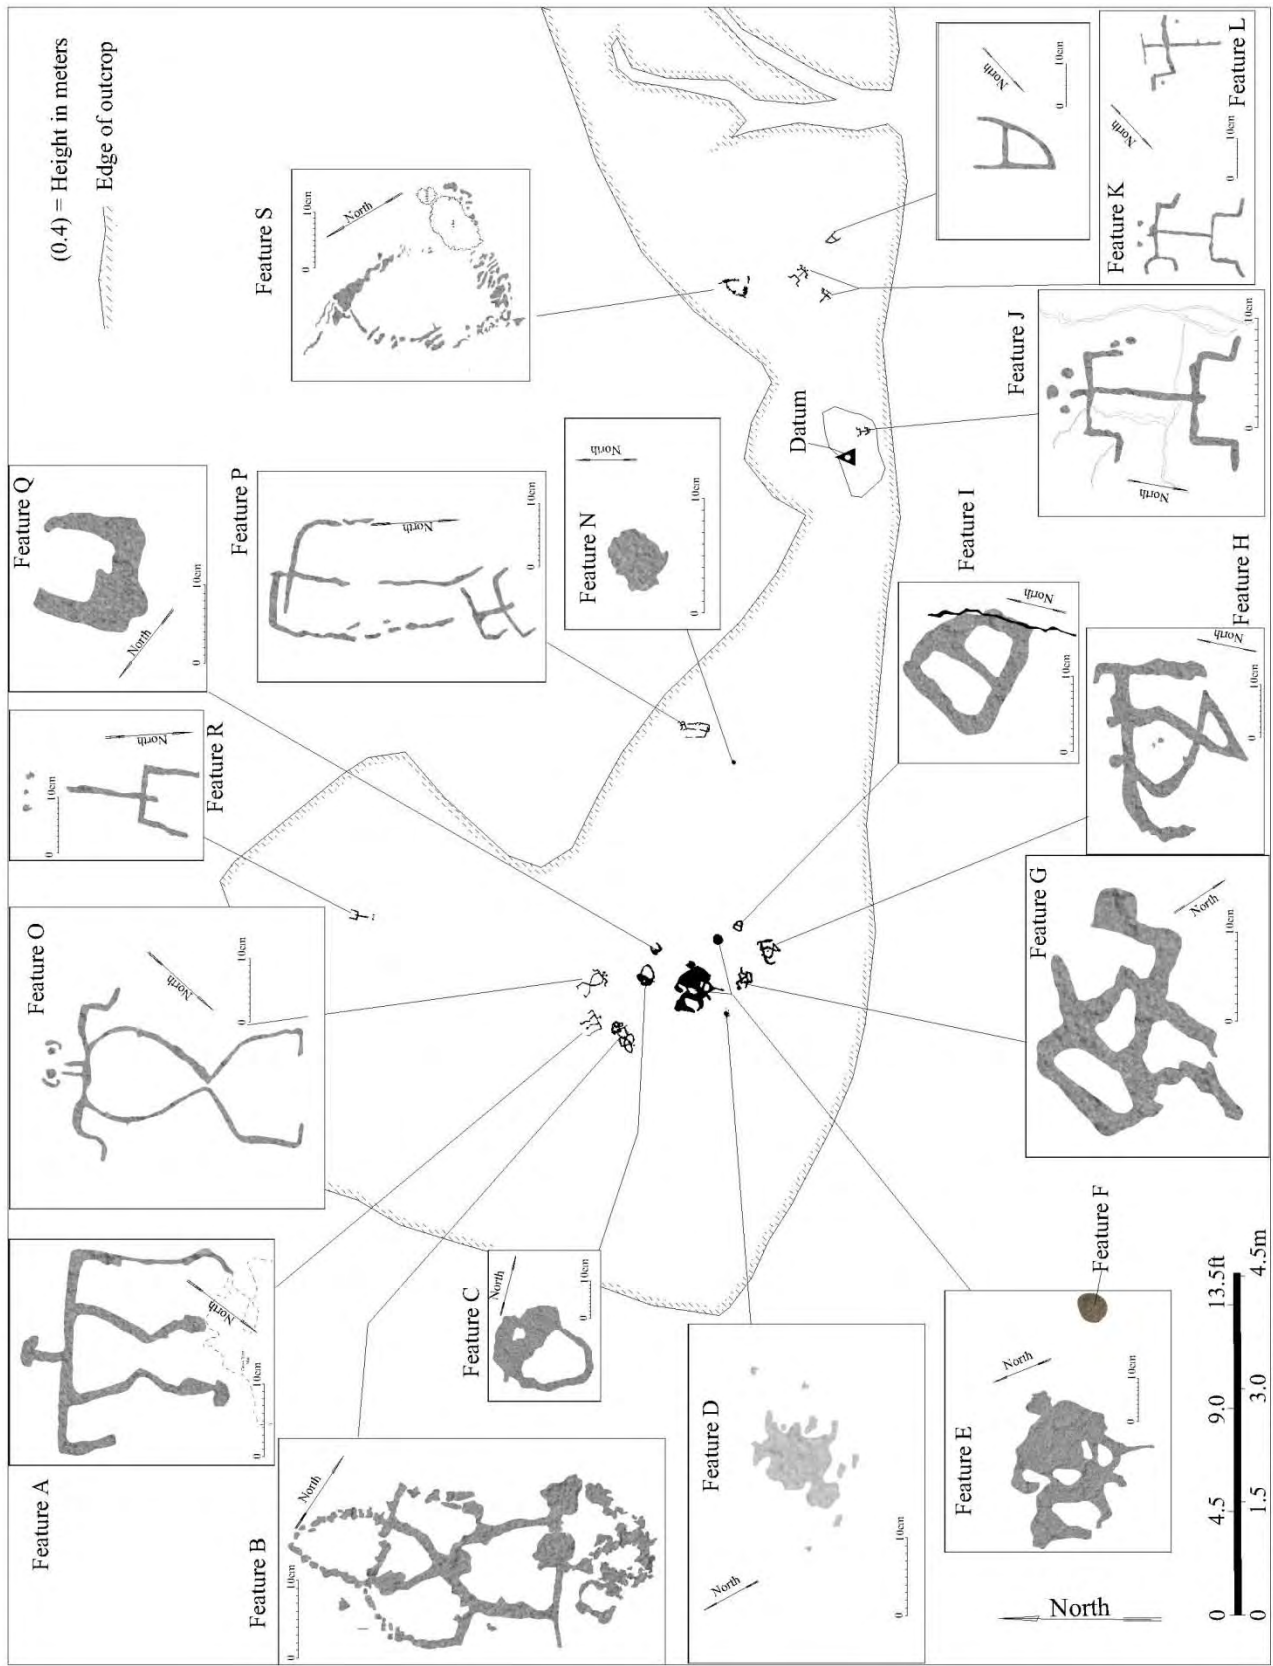 Feature A
0 10cm
North
Feature O
0 10cm
North
Feature R
0 10cm
North
Feature Q
0 10cm
North
(0.4) = Height in meters
Edge of outcrop
Feature B
0 10cm
North
Feature P
0 10cm
North
Feature S
0 10cm
North
Feature C
0 10cm
North
Feature N
0 10cm
North
Feature D
0 10cm
North
Datum
Feature E
0 10cm
North
Feature F
Feature G
0 10cm
North
Feature H
0 10cm
North
Feature I
0 10cm
North
Feature J
0 10cm
North
0 10cm
North
Feature K
Feature L
0 10cm
North
North
0 4.5 9.0 13.5ft
0 1.5 3.0 4.5m